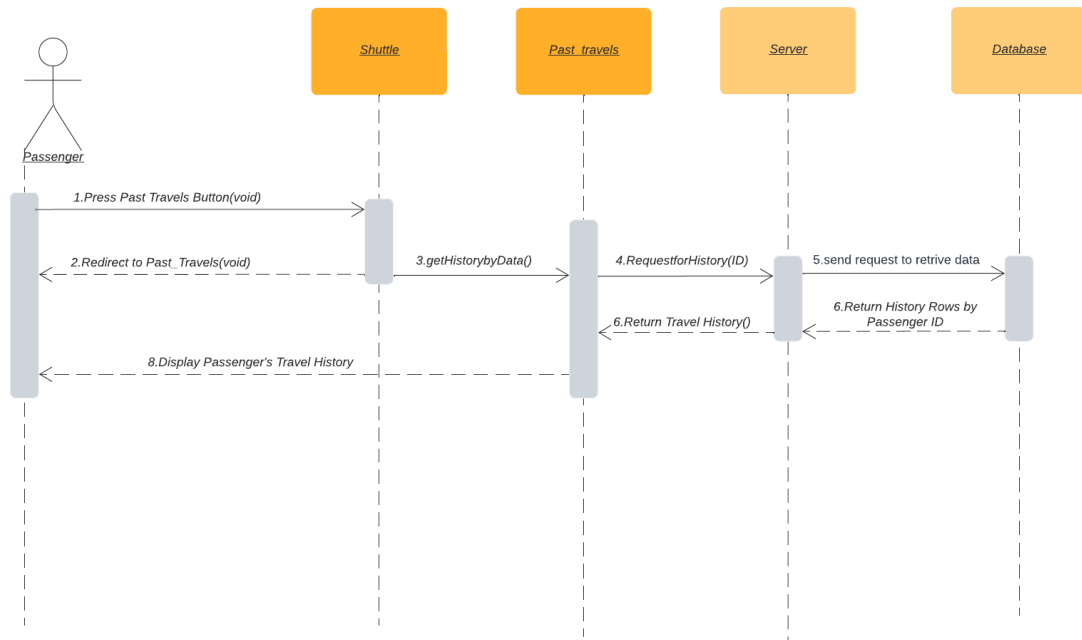 Shuttle
Past_travels
Server
Database
Passenger
1.Press Past Travels Button(void)
2.Redirect to Past_Travels(void)
3.getHistorybyData()
4.RequestforHistory(ID)
5.send request to retrive data
6.Return History Rows by
Passenger ID
6.Return Travel History()
8.Display Passenger's Travel History